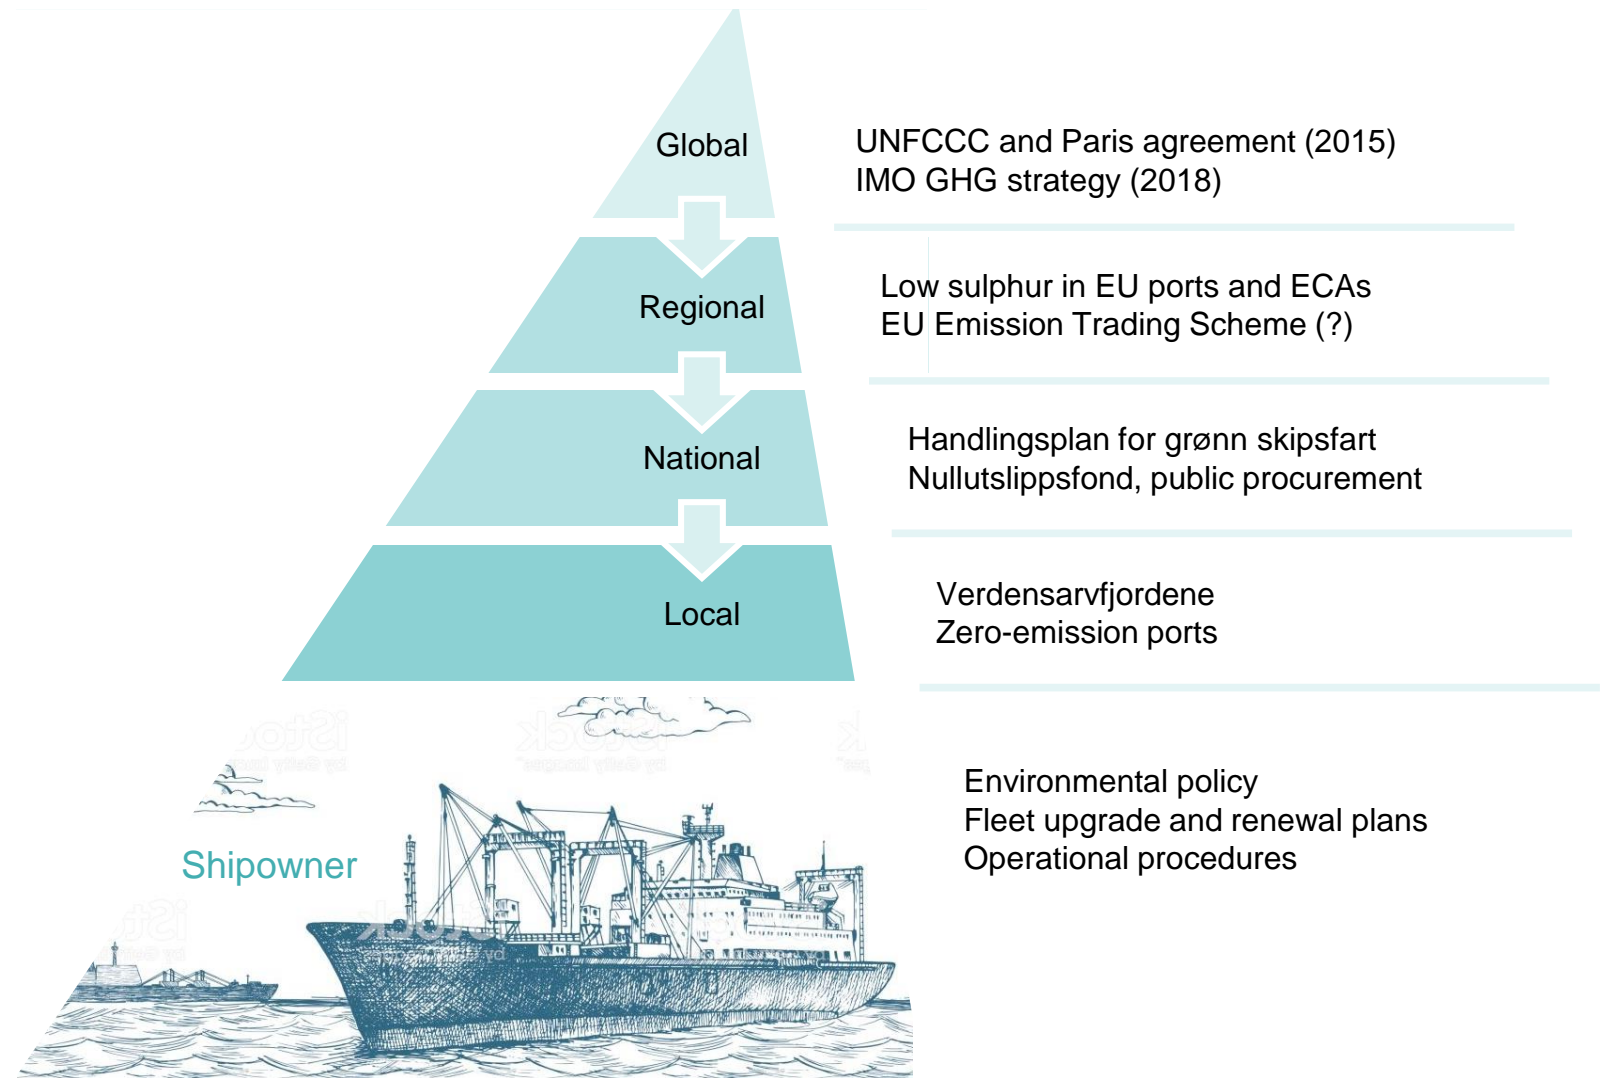 Global
UNFCCC and Paris agreement (2015)
IMO GHG strategy (2018)
Regional
Low sulphur in EU ports and ECAs
EU Emission Trading Scheme (?)
National
Handlingsplan for grønn skipsfart
Nullutslippsfond, public procurement
Local
Verdensarvfjordene
Zero-emission ports
Shipowner
Environmental policy
Fleet upgrade and renewal plans
Operational procedures